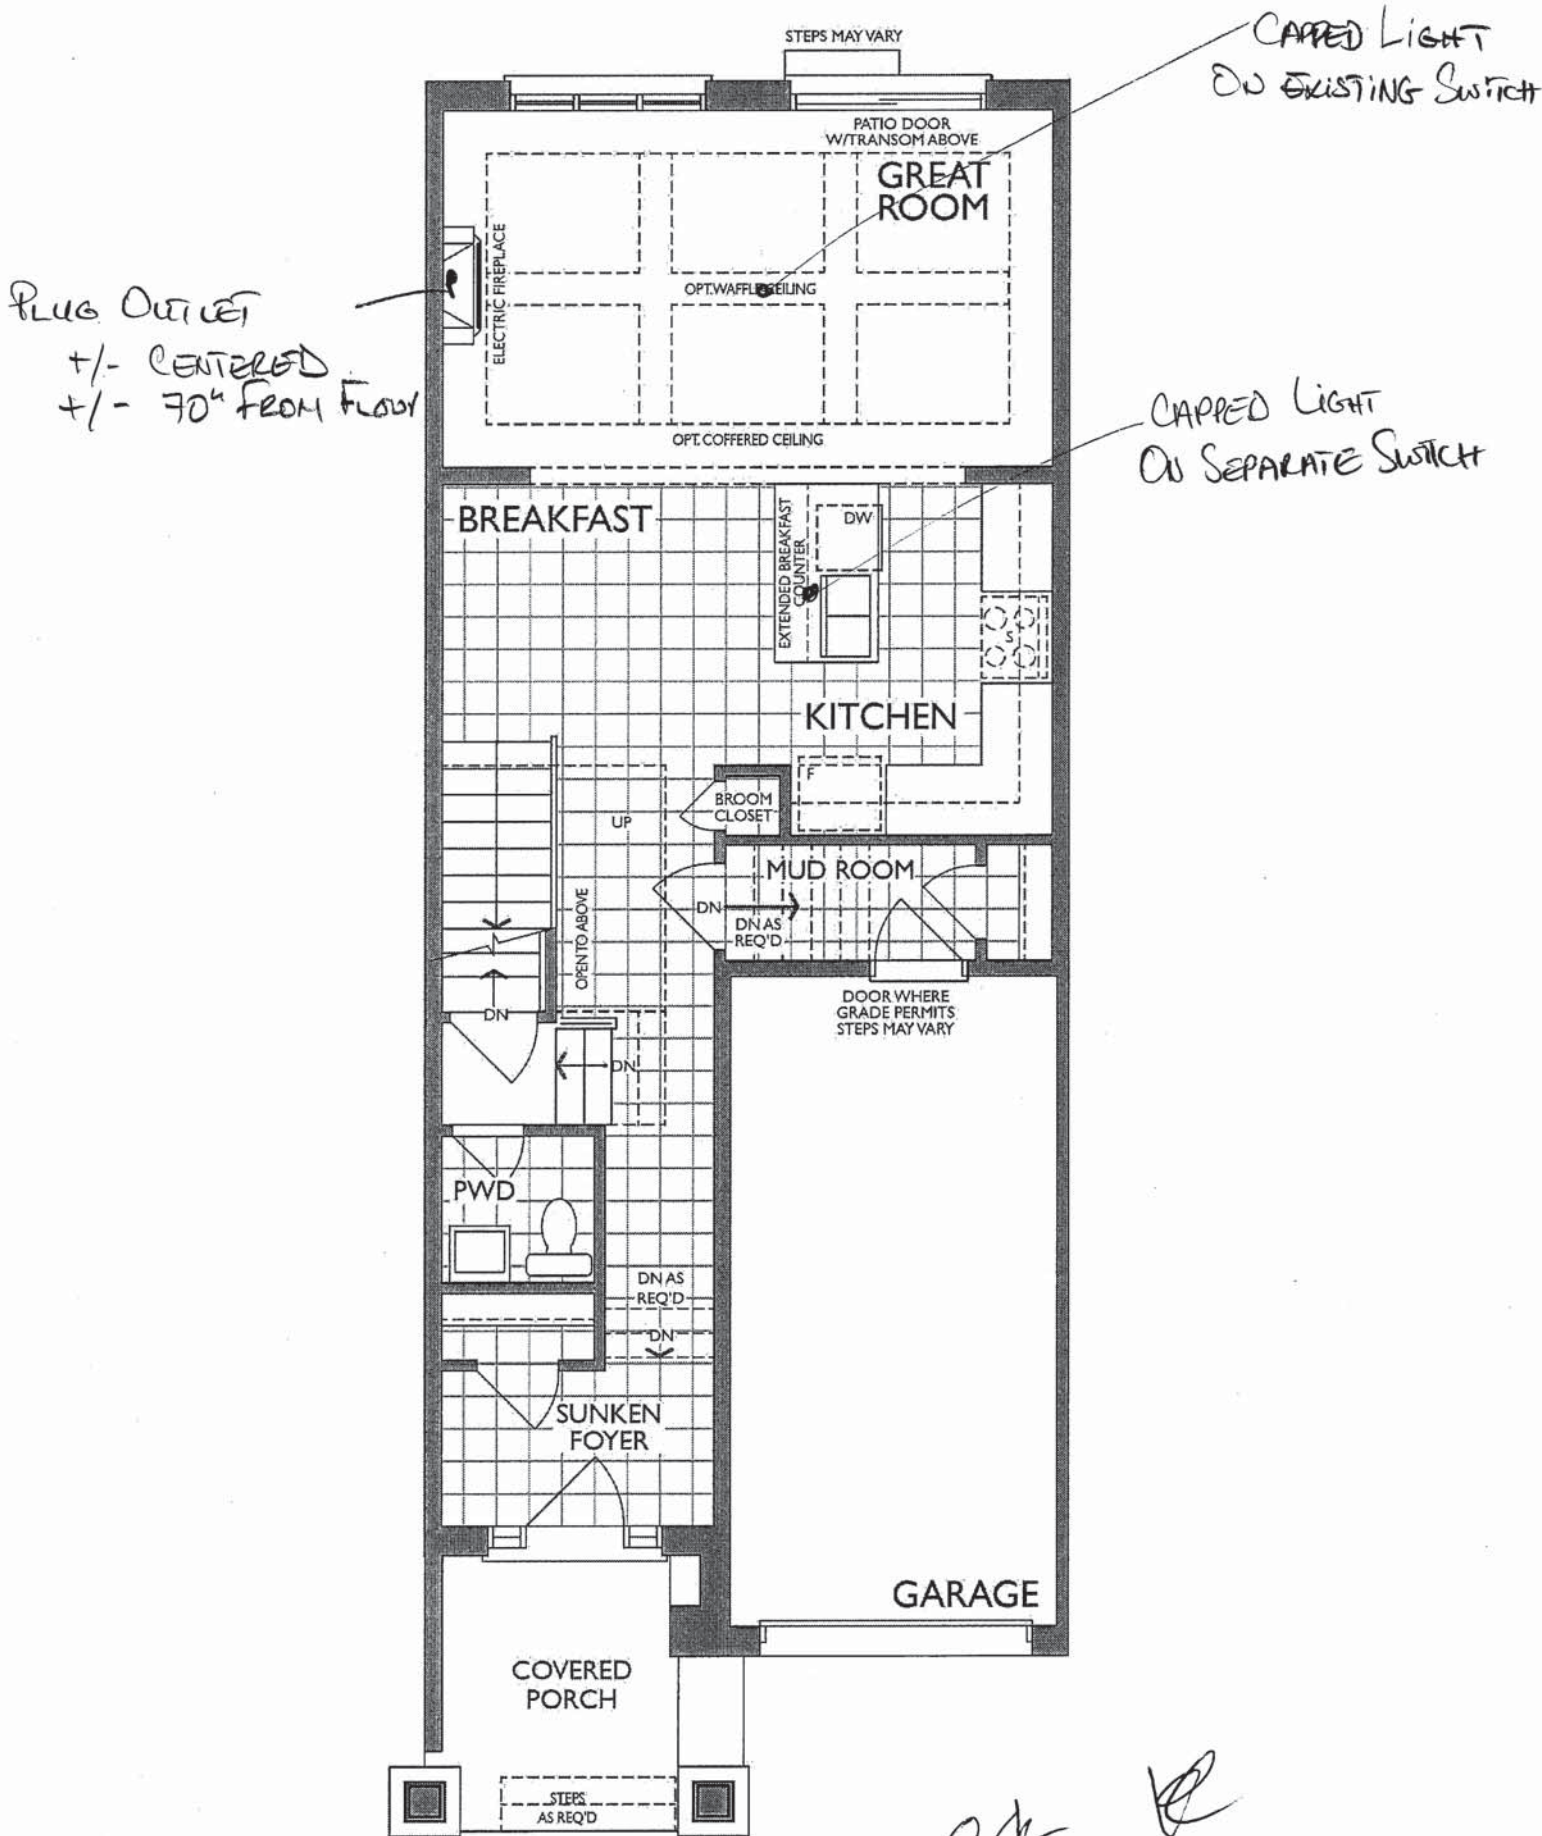 STEPS MAY VARY
CAPPED LIGHT
ON EXISTING SWITCH
PATIO DOOR
W/TRANSOM ABOVE
GREAT
ROOM
ELECTRIC FIREPLACE
OPT. WAFFLE CEILING
PLUG OUTLET
+/- CENTERED
+/- 70" FROM FLOOR
OPT. COFFERED CEILING
CAPPED LIGHT
ON SEPARATE SWITCH
BREAKFAST
EXTENDED BREAKFAST
COUNTER
DW
S
KITCHEN
F
BROOM
CLOSET
UP
MUD ROOM
DN
DN AS
REQ'D
OPEN TO ABOVE
DN
DOOR WHERE
GRADE PERMITS
STEPS MAY VARY
DN
PWD
DN AS
REQ'D
DN
SUNKEN
FOYER
GARAGE
COVERED
PORCH
STEPS
AS REQ'D